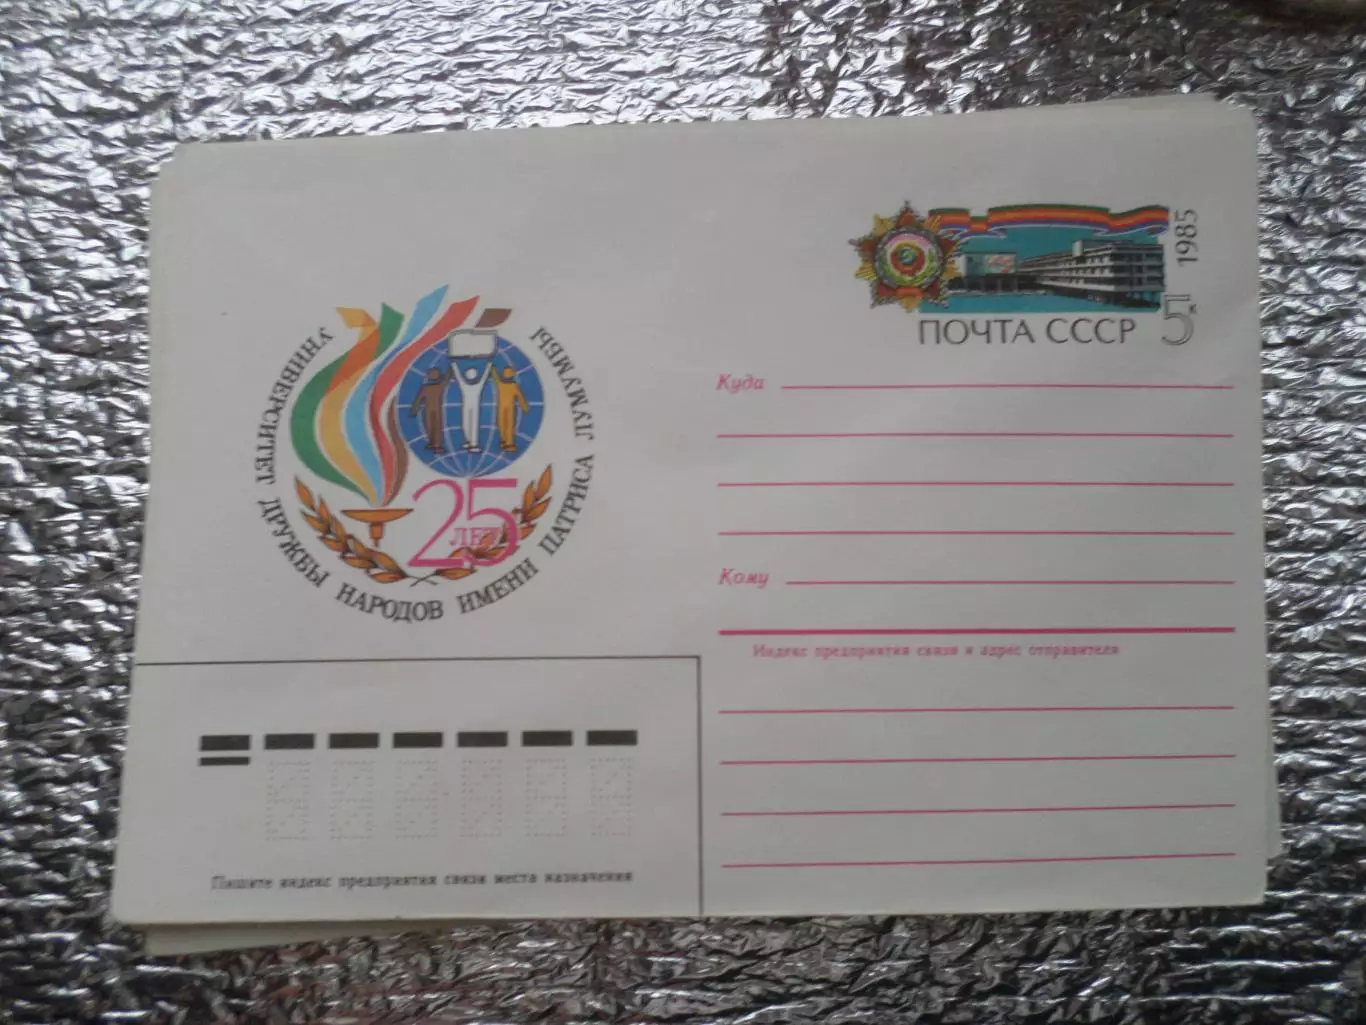 УНИВЕРСИТЕТ ДРУЖБЫ НАРОДОВ ИМЕНИ ПАТРИСА ЛУМУМБЫ
25
ЛЕТ
1985
ПОЧТА СССР 5к
Куда
Кому
Индекс предприятия связи и адрес отправителя
Пишите индекс предприятия связи места назначения